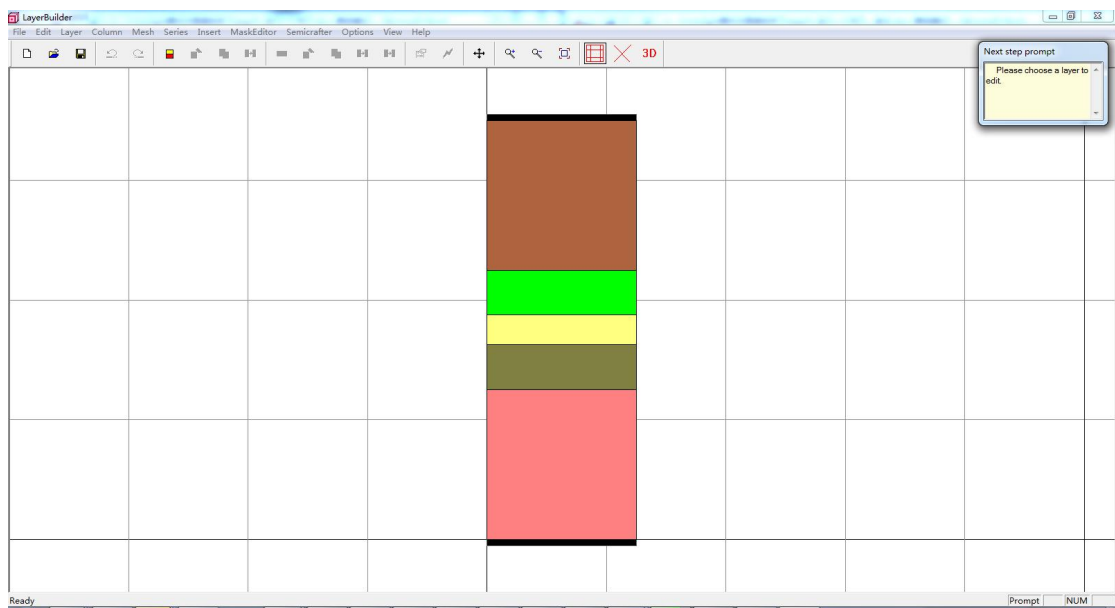 LayerBuilder
File Edit Layer Column Mesh Series Insert MaskEditor Semicrafter Options View Help
3D
Next step prompt
Please choose a layer to
edit.
Ready
Prompt NUM